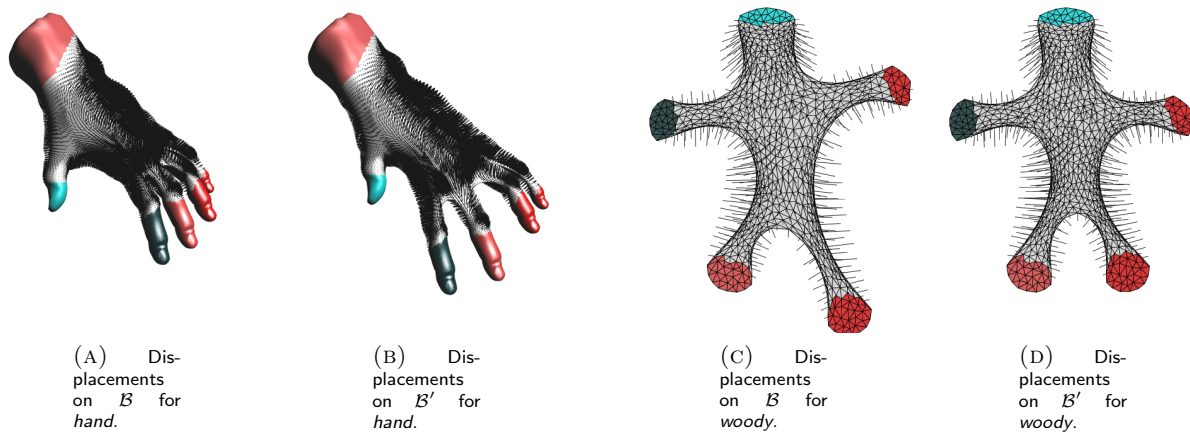 (A) Dis-
placements
on B for
hand.
(B) Dis-
placements
on B′ for
hand.
(C) Dis-
placements
on B for
woody.
(D) Dis-
placements
on B′ for
woody.